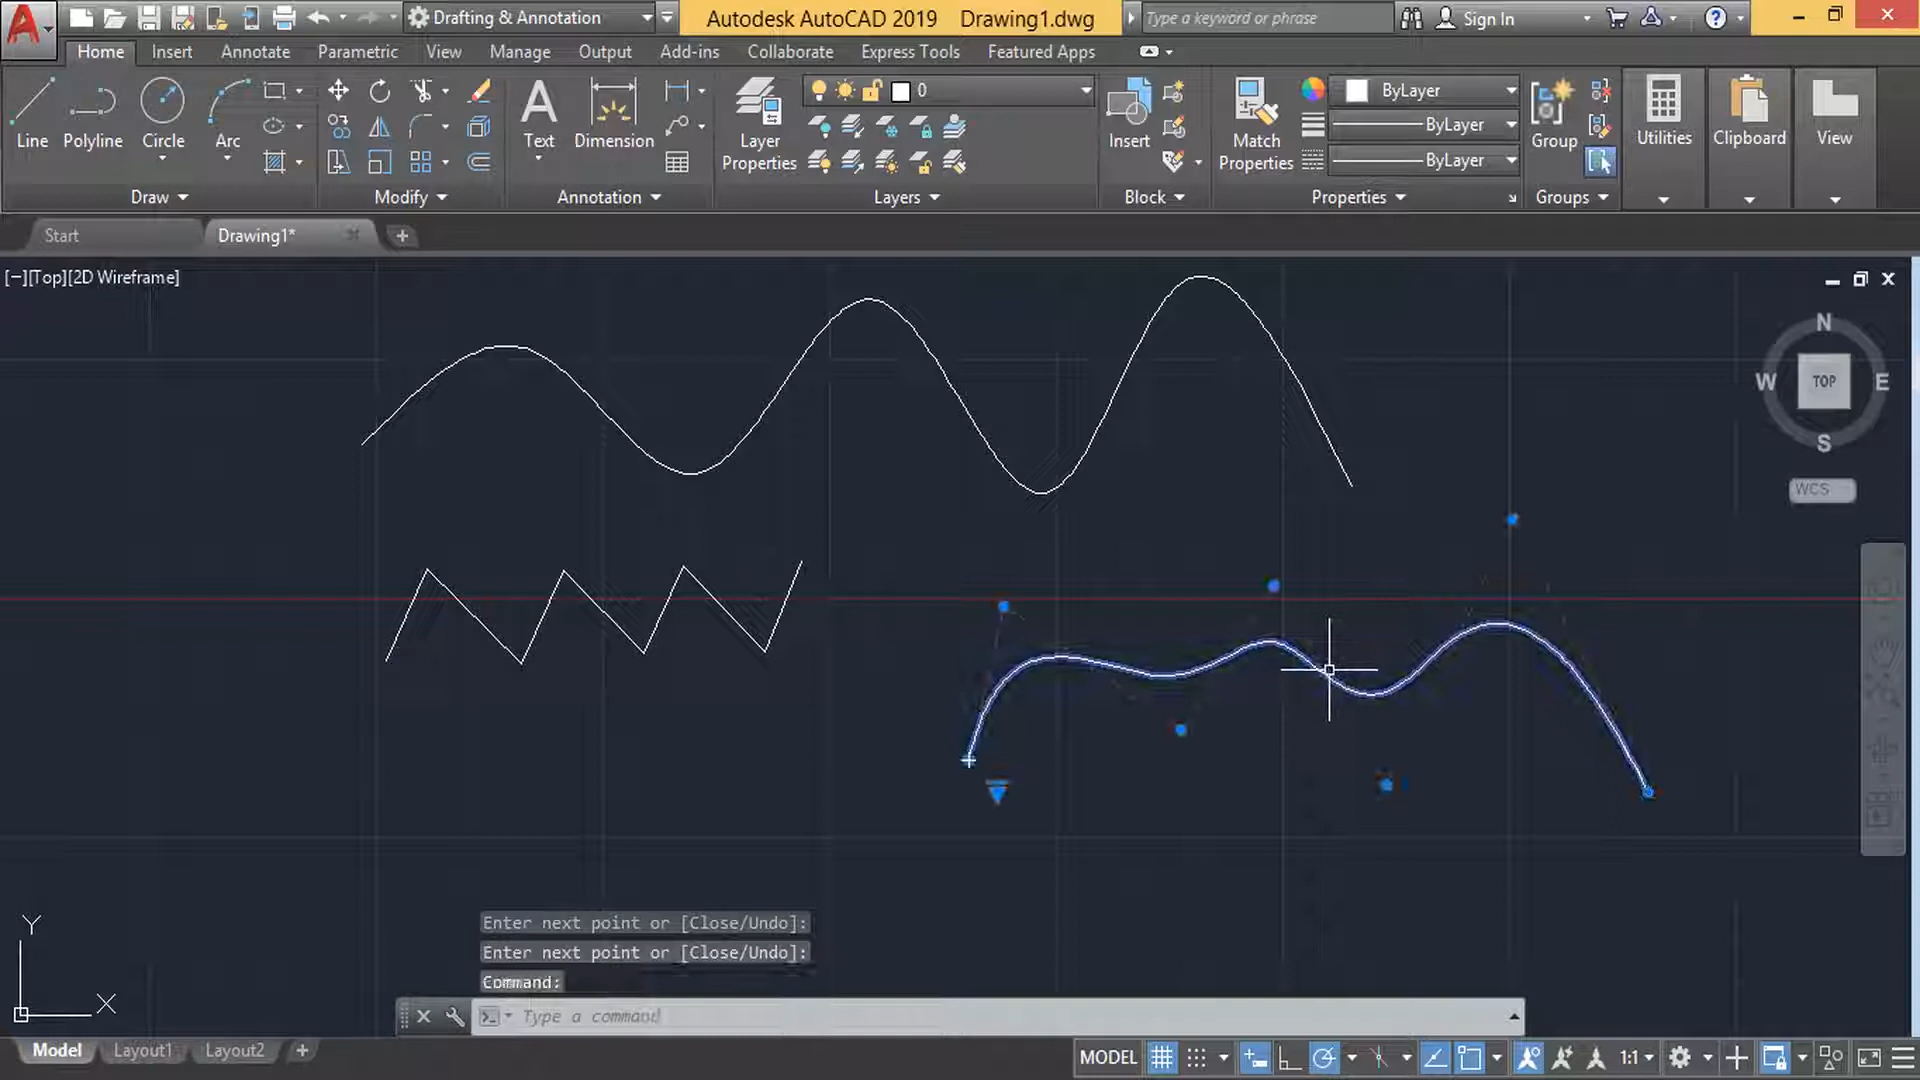 Drafting & Annotation
Autodesk AutoCAD 2019 Drawing1.dwg
Type a keyword or phrase
Sign In
Home Insert Annotate Parametric View Manage Output Add-ins Collaborate Express Tools Featured Apps
0
ByLayer
ByLayer
ByLayer
Line Polyline Circle Arc
Text Dimension
Layer Properties
Insert
Match Properties
Group
Utilities Clipboard View
Draw Modify Annotation Layers Block Properties Groups
Start Drawing1*
[−][Top][2D Wireframe]
N
W TOP E
S
WCS
Enter next point or [Close/Undo]:
Enter next point or [Close/Undo]:
Command:
Type a command
Y
X
Model Layout1 Layout2
MODEL 1:1